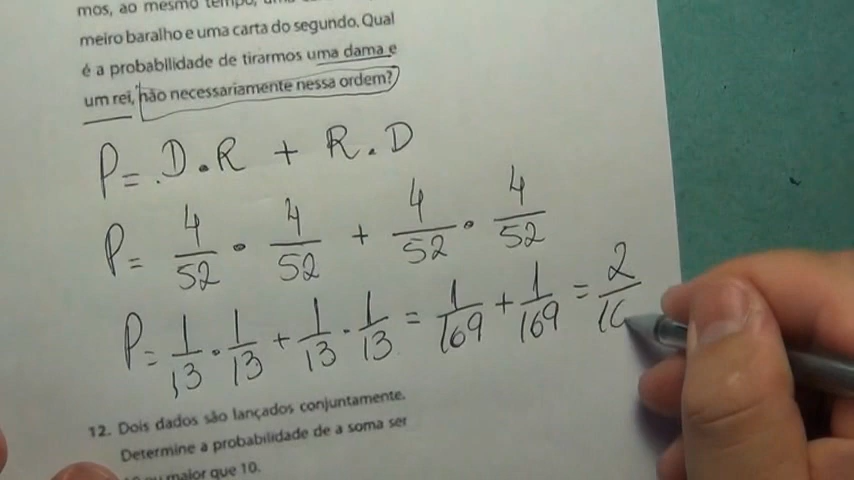 mos, ao mesmo tempo, uma
meiro baralho e uma carta do segundo. Qual
é a probabilidade de tirarmos uma dama e
um rei, não necessariamente nessa ordem?
P = D . R + R . D
P = 4/52 . 4/52 + 4/52 . 4/52
P = 1/13 . 1/13 + 1/13 . 1/13 = 1/169 + 1/169 = 2/16
12. Dois dados são lançados conjuntamente.
Determine a probabilidade de a soma ser
ou maior que 10.